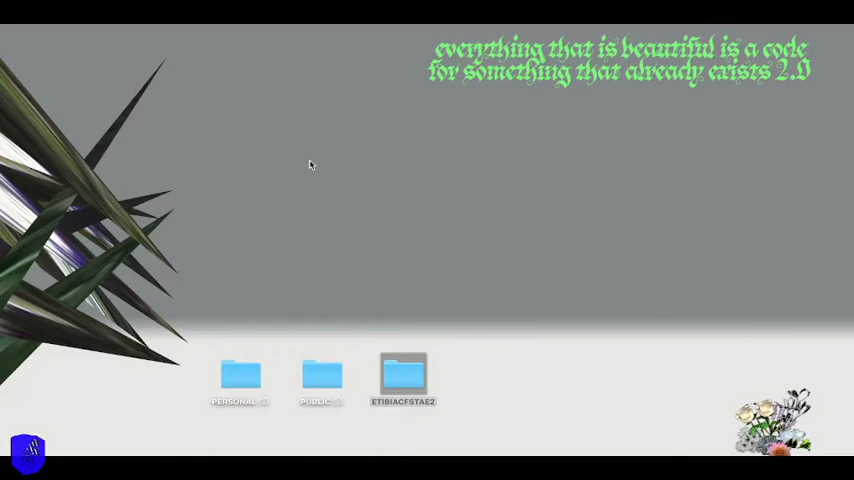 everything that is beautiful is a code
for something that already exists 2.0
PERSONAL
PUBLIC
ETIBIACFSTAE2